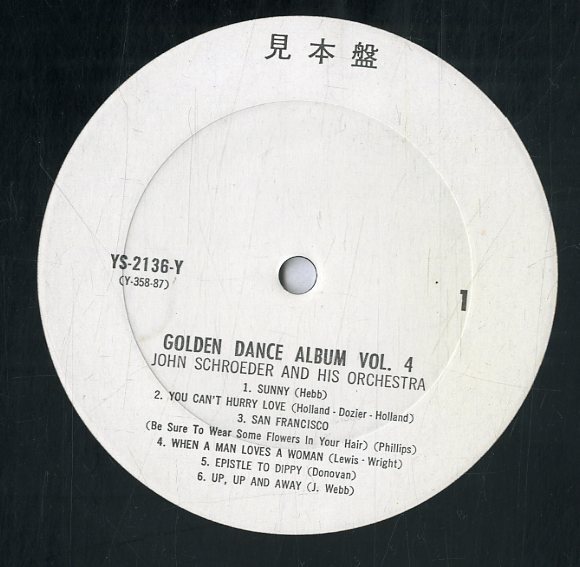 見本盤
YS-2136-Y
(Y-358-87)
1
GOLDEN DANCE ALBUM VOL. 4
JOHN SCHROEDER AND HIS ORCHESTRA
1. SUNNY (Hebb)
2. YOU CAN'T HURRY LOVE (Holland - Dozier - Holland)
3. SAN FRANCISCO
(Be Sure To Wear Some Flowers In Your Hair) (Phillips)
4. WHEN A MAN LOVES A WOMAN (Lewis - Wright)
5. EPISTLE TO DIPPY (Donovan)
6. UP, UP AND AWAY (J. Webb)